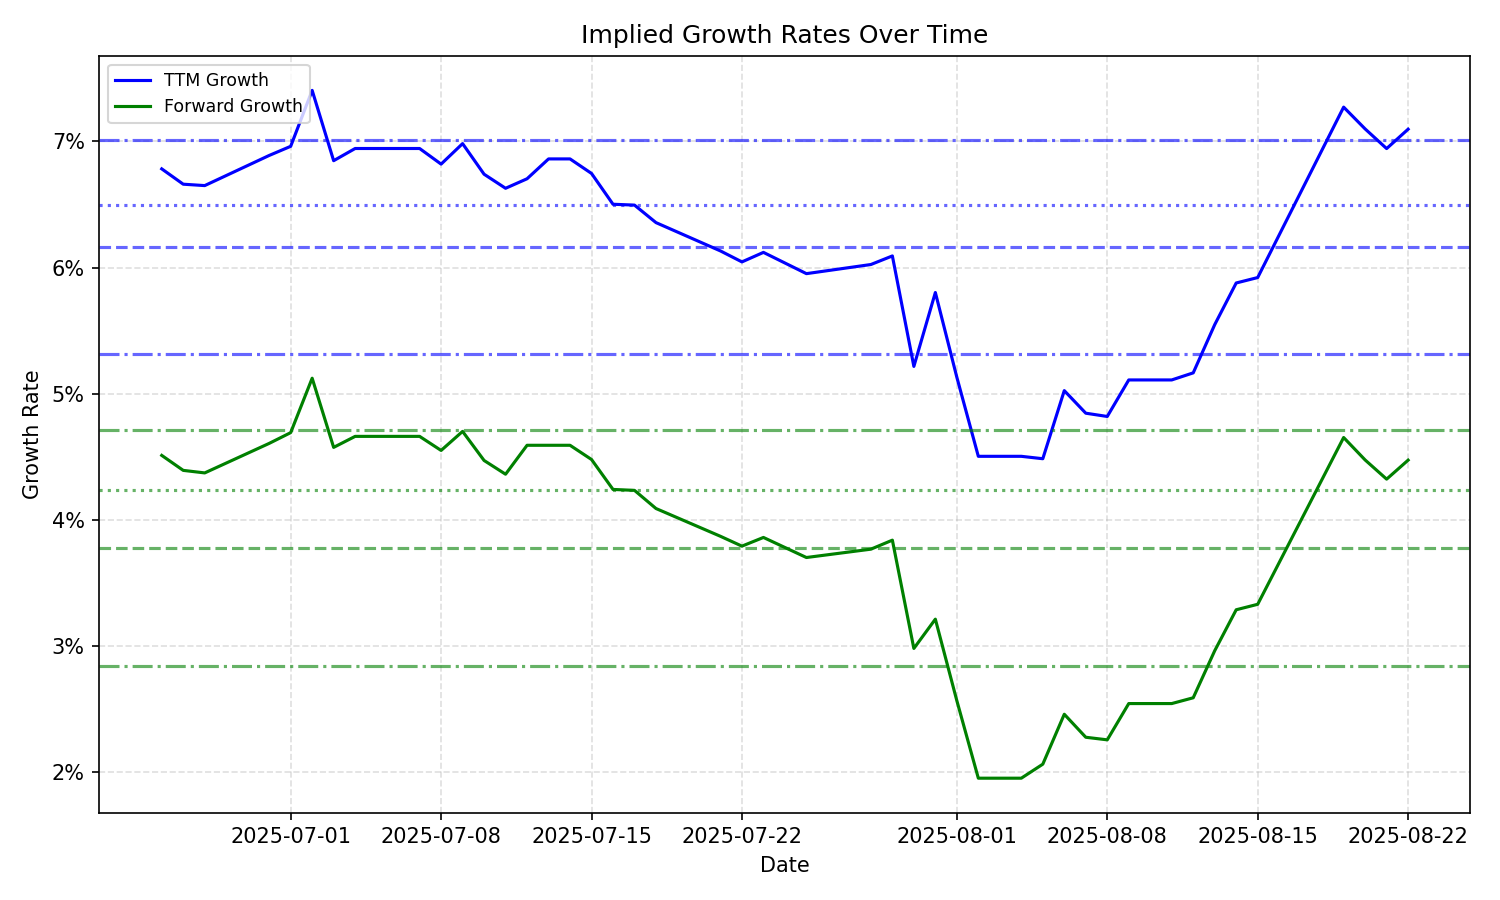 Implied Growth Rates Over Time
TTM Growth
Forward Growth
7%
6%
5%
4%
3%
2%
Growth Rate
2025-07-01
2025-07-08
2025-07-15
2025-07-22
2025-08-01
2025-08-08
2025-08-15
2025-08-22
Date